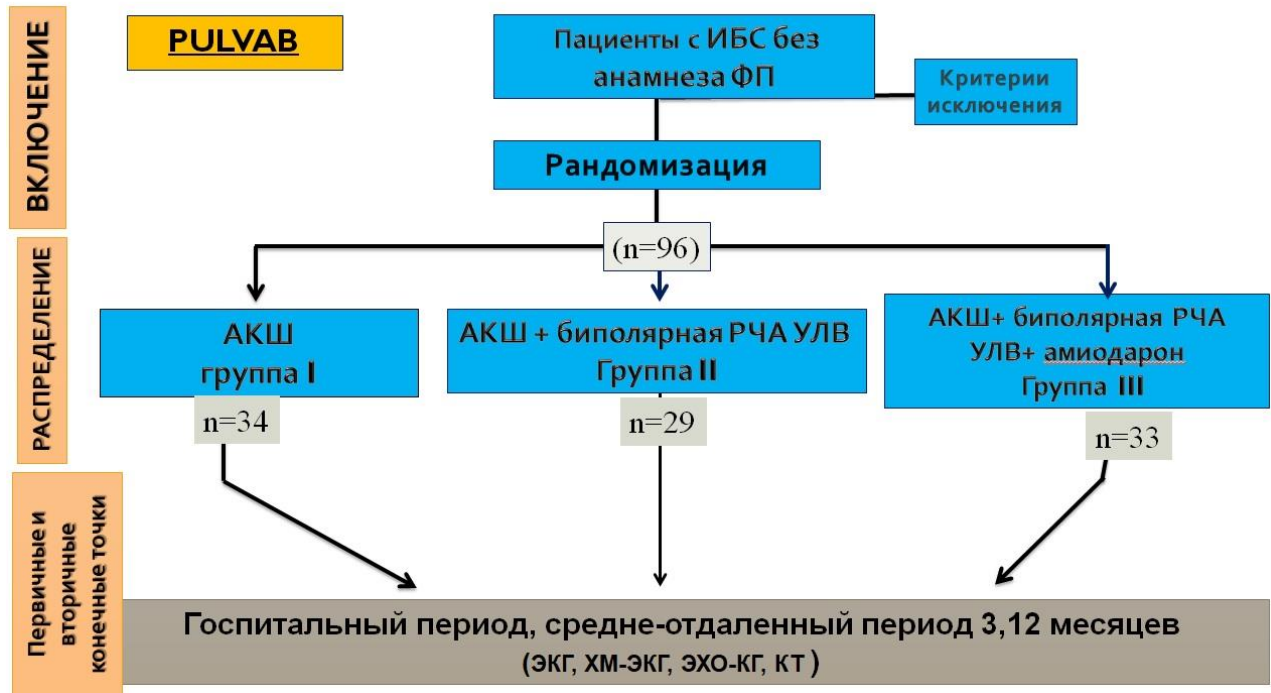 ВКЛЮЧЕНИЕ
PULVAB
Пациенты с ИБС без
анамнеза ФП
Критерии
исключения
Рандомизация
(n=96)
РАСПРЕДЕЛЕНИЕ
АКШ
группа I
n=34
АКШ + биполярная РЧА УЛВ
Группа II
n=29
АКШ+ биполярная РЧА
УЛВ+ амиодарон
Группа III
n=33
Первичные и
вторичные
конечные точки
Госпитальный период, средне-отдаленный период 3,12 месяцев
(ЭКГ, ХМ-ЭКГ, ЭХО-КГ, КТ )